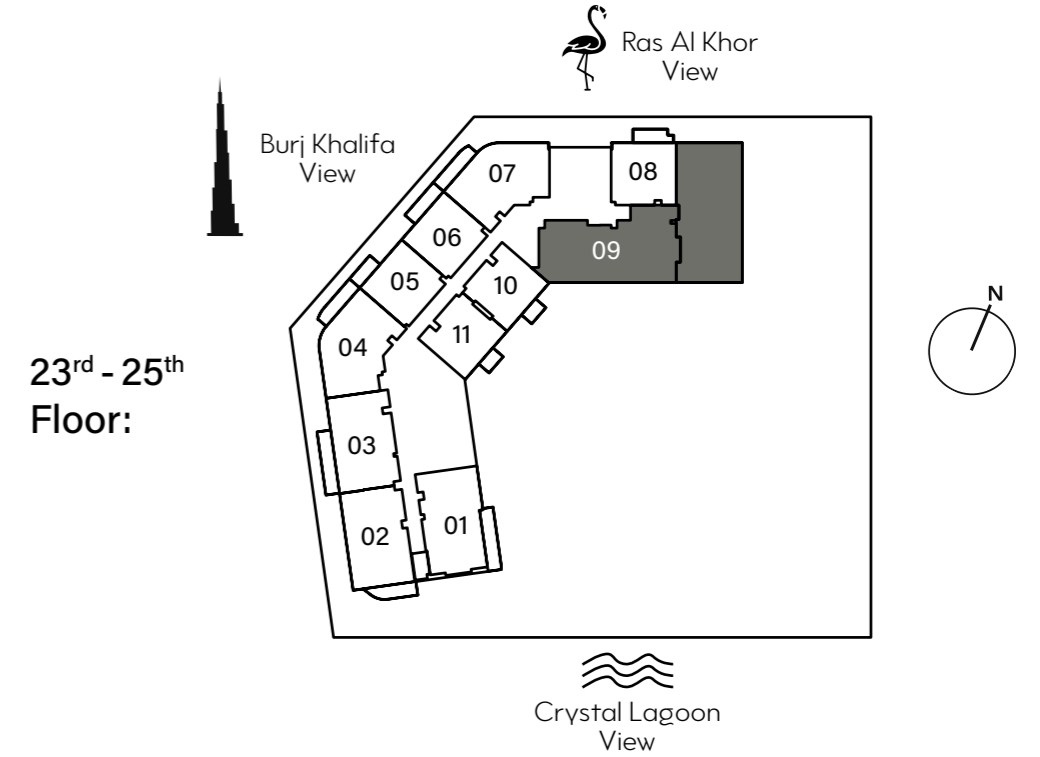 Ras Al Khor
View
Burj Khalifa
View
07
08
06
09
05
10
11
04
N
23rd - 25th
Floor:
03
01
02
Crystal Lagoon
View